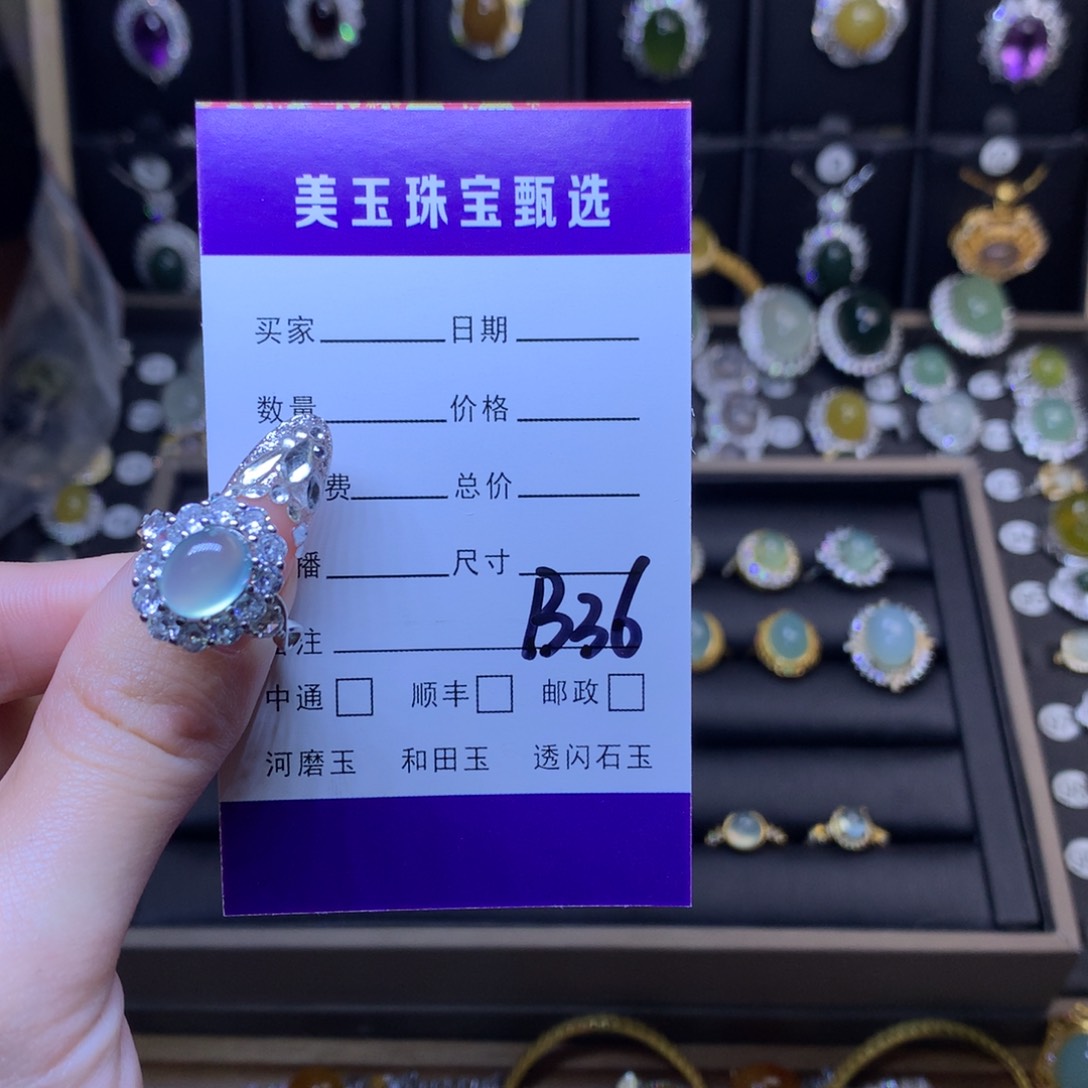 美玉珠宝甄选
买家 日期
数量 价格
费 总价
播 尺寸
注 B36
中通 顺丰 邮政
河磨玉 和田玉 透闪石玉